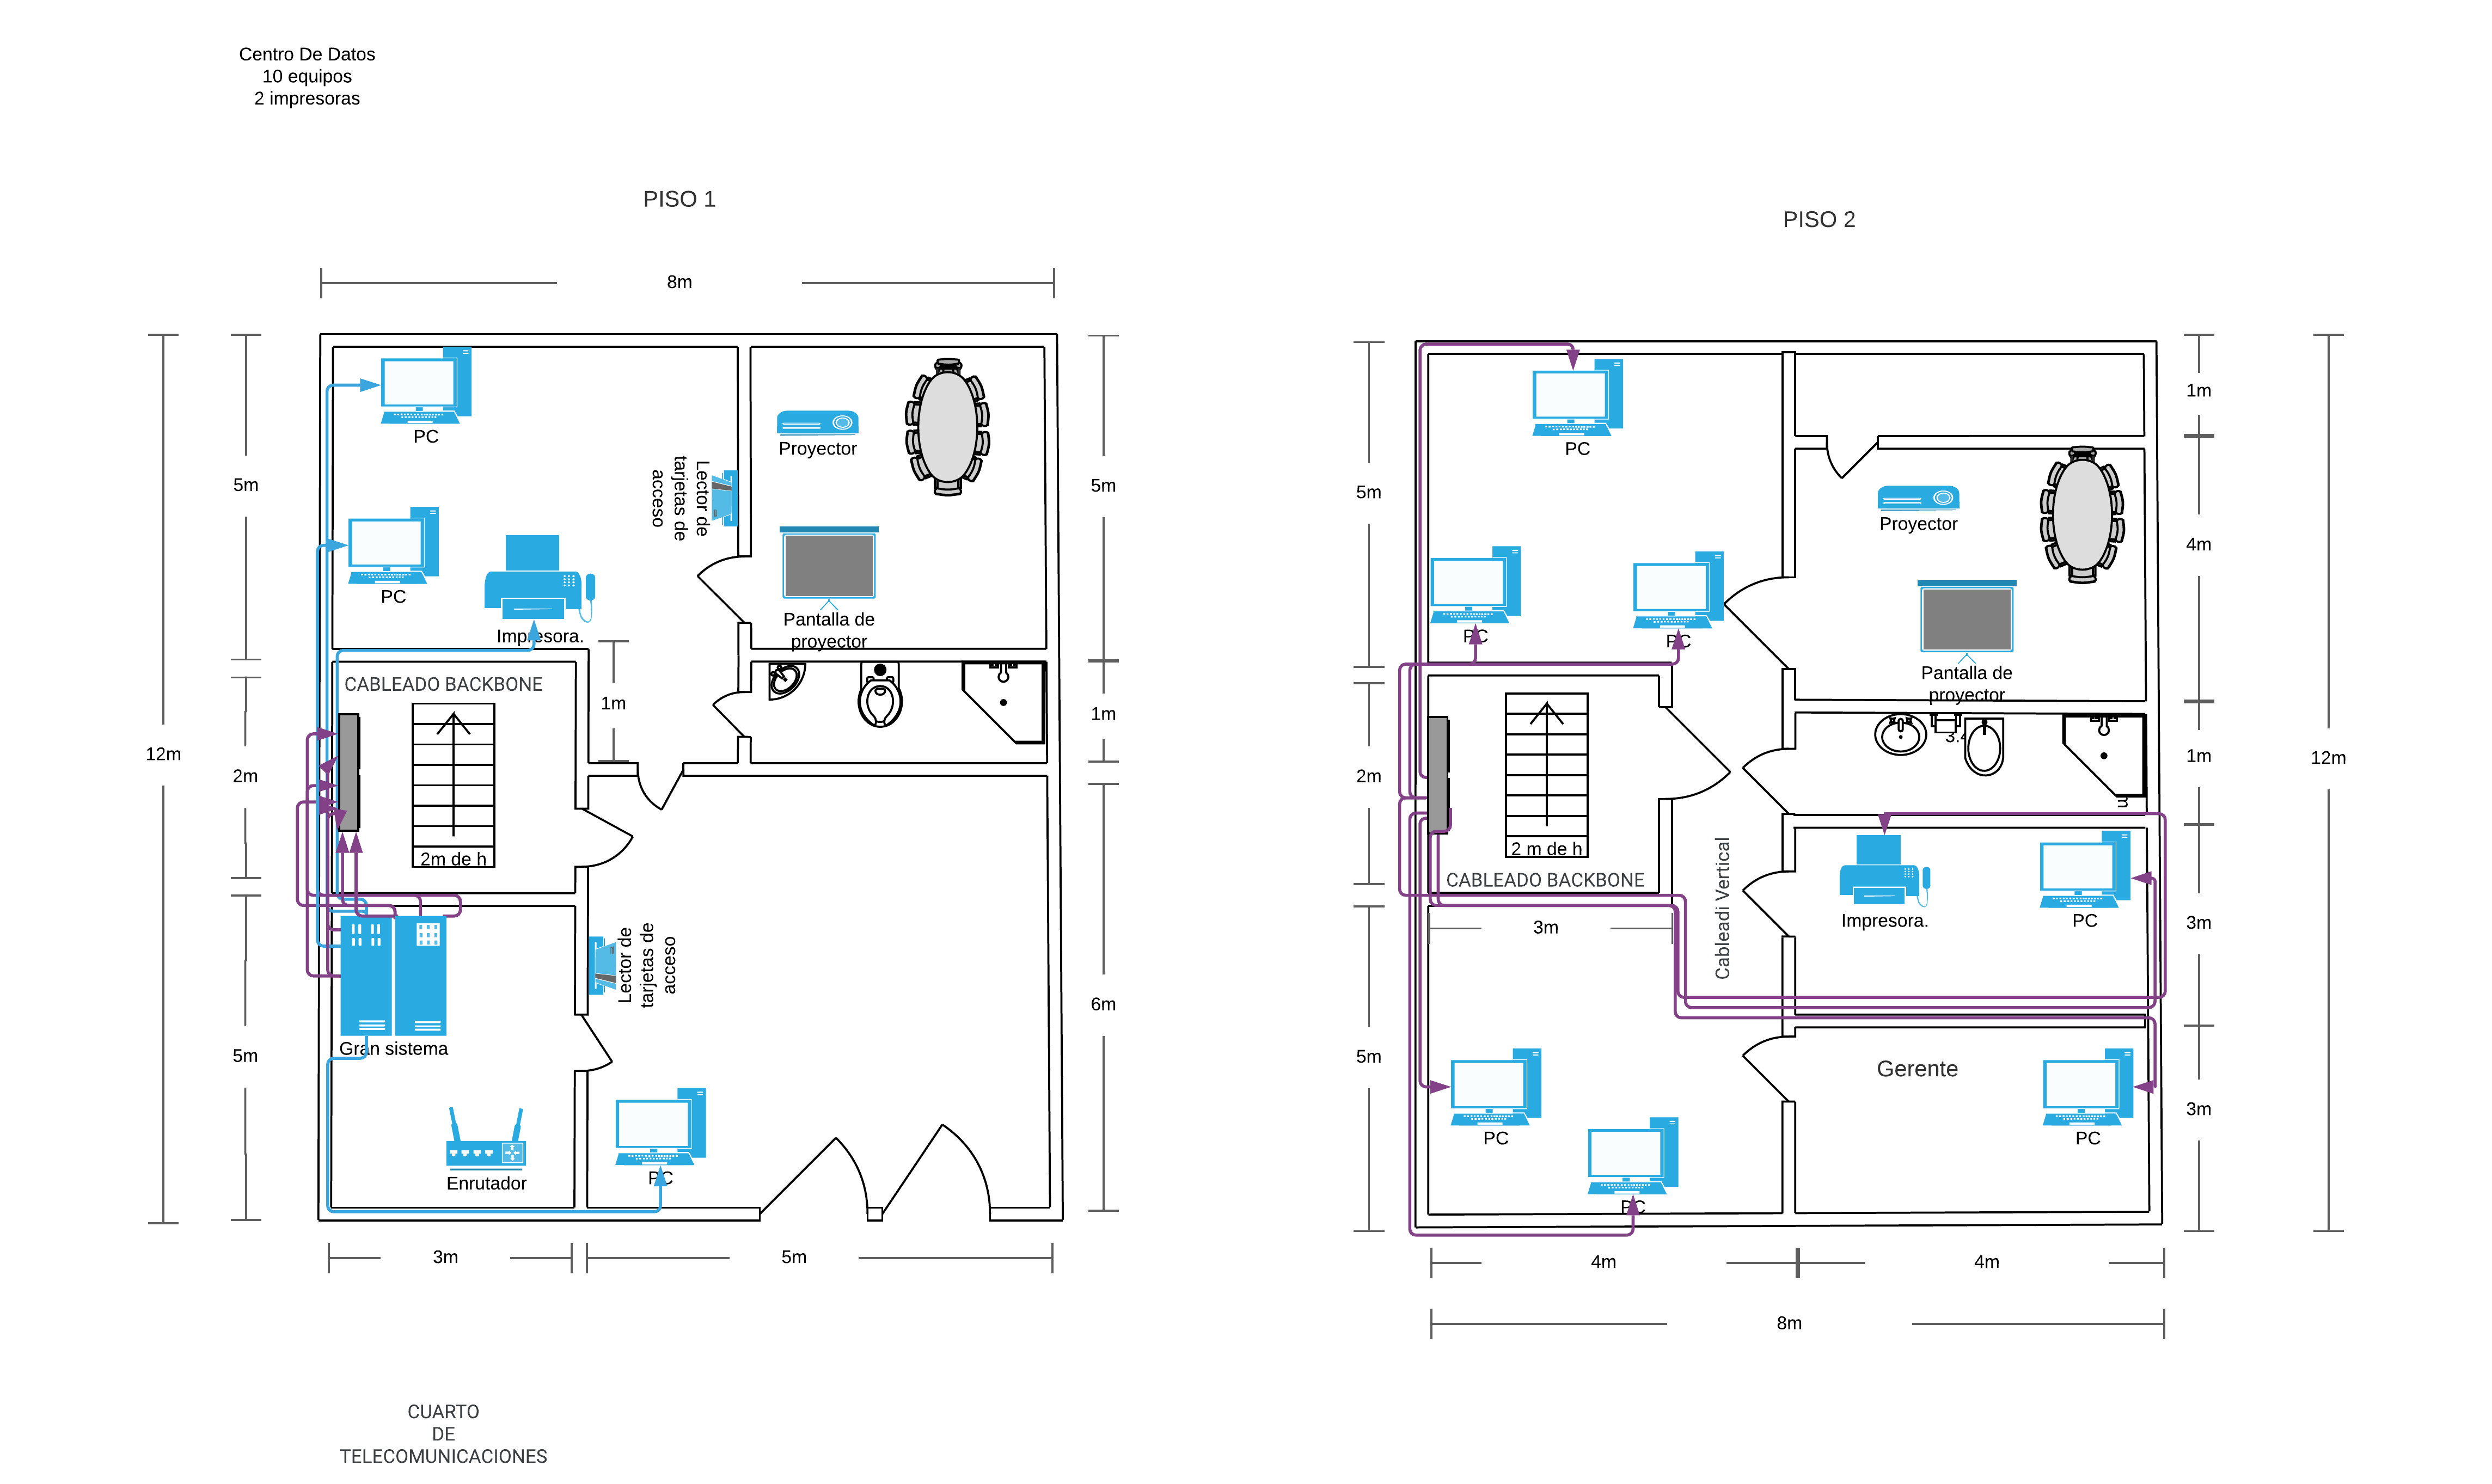 Centro De Datos
10 equipos
2 impresoras
PISO 1
8m
12m
5m
2m
5m
PC
PC
Impresora.
Lector de
tarjetas de
acceso
Proyector
Pantalla de
proyector
5m
CABLEADO BACKBONE
1m
1m
2m de h
Gran sistema
Lector de
tarjetas de
acceso
6m
Enrutador
PC
3m
5m
CUARTO
DE
TELECOMUNICACIONES
PISO 2
5m
2m
5m
PC
PC
PC
Proyector
Pantalla de
proyector
1m
4m
1m
3m
3m
12m
2 m de h
CABLEADO BACKBONE
3m
Cableadi Vertical
Impresora.
PC
Gerente
PC
PC
PC
4m
4m
8m